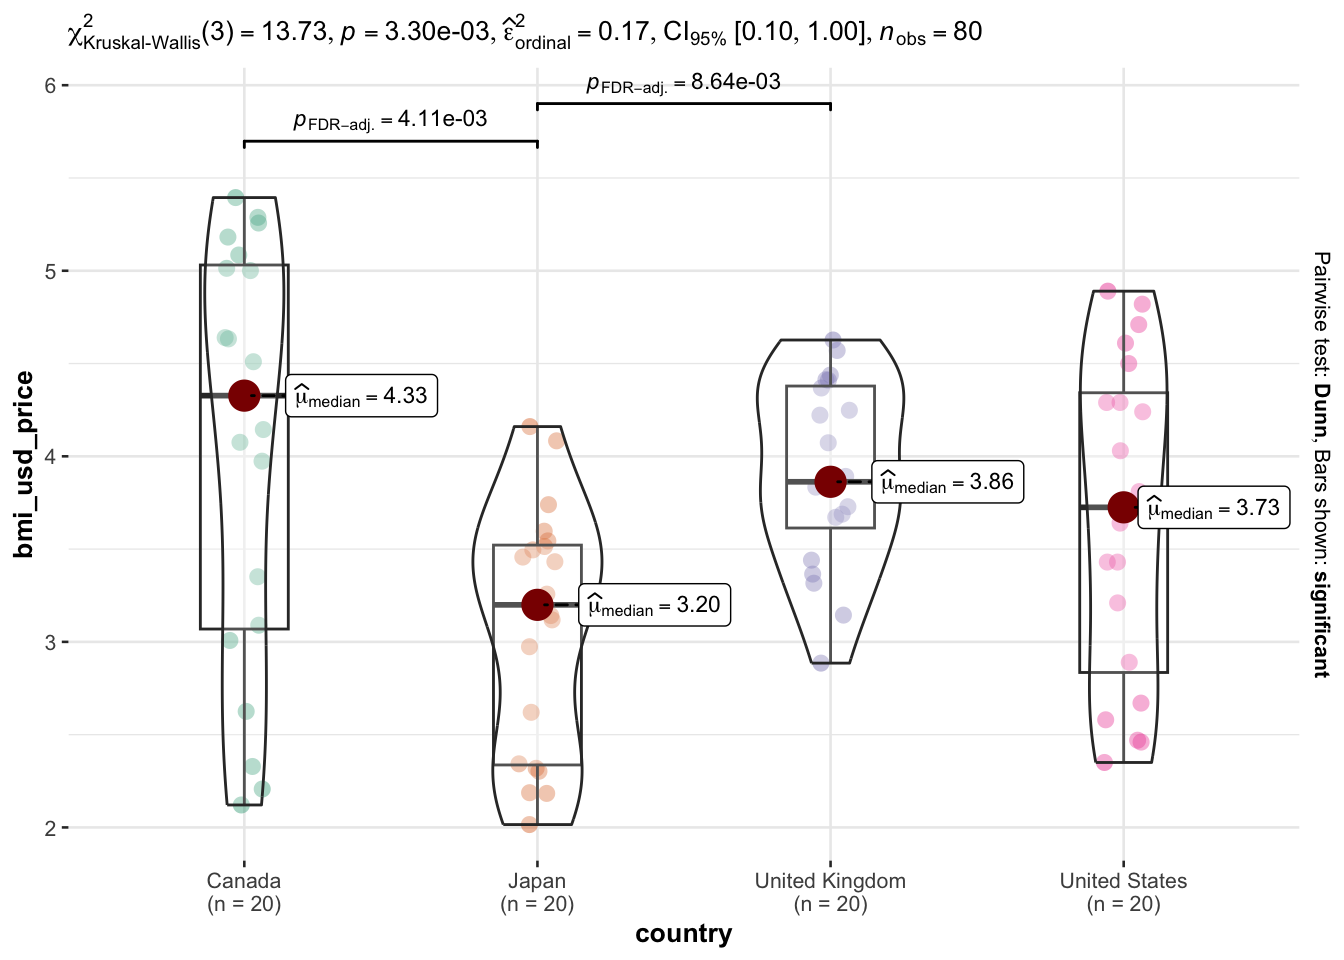 χ²Kruskal-Wallis(3) = 13.73, p = 3.30e-03, ε̂²ordinal = 0.17, CI95% [0.10, 1.00], nobs = 80
pFDR−adj. = 8.64e-03
pFDR−adj. = 4.11e-03
6
5
4
3
2
bmi_usd_price
μ̂median = 4.33
μ̂median = 3.20
μ̂median = 3.86
μ̂median = 3.73
Pairwise test: Dunn, Bars shown: significant
Canada
(n = 20)
Japan
(n = 20)
United Kingdom
(n = 20)
United States
(n = 20)
country